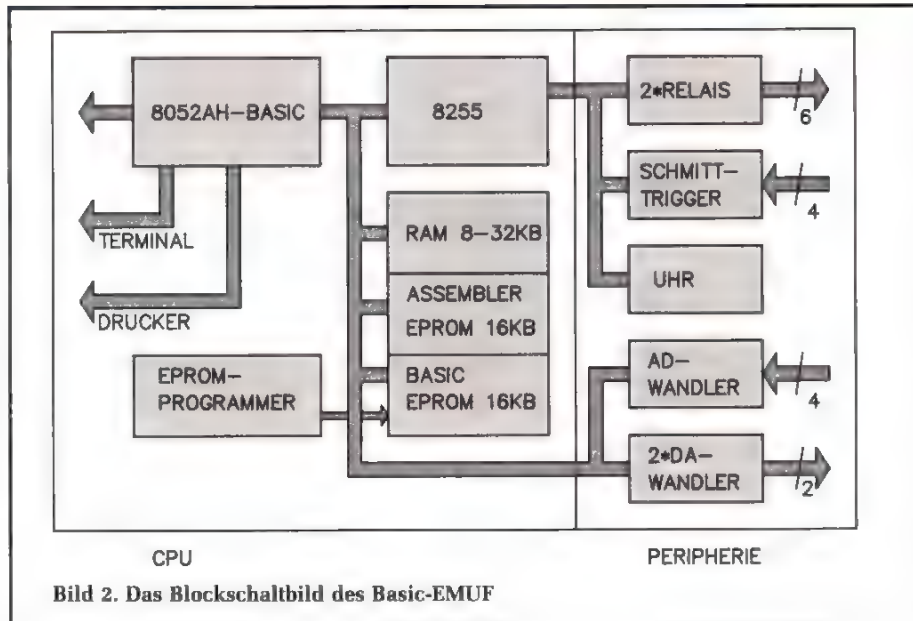 8052AH-BASIC
8255
2*RELAIS
6
SCHMITT-
TRIGGER
4
TERMINAL
RAM 8-32KB
UHR
DRUCKER
ASSEMBLER
EPROM 16KB
EPROM-
PROGRAMMER
BASIC
EPROM 16KB
AD-
WANDLER
4
2*DA-
WANDLER
2
CPU
PERIPHERIE
Bild 2. Das Blockschaltbild des Basic-EMUF